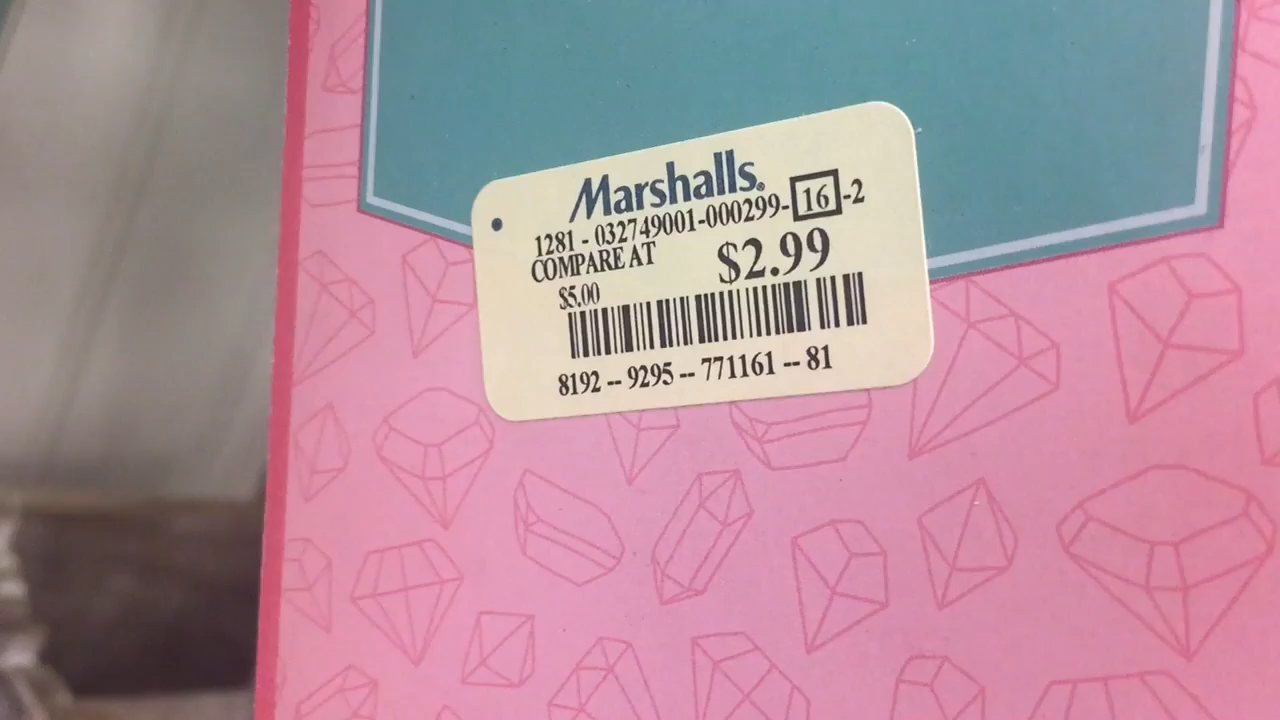 Marshalls.
1281 - 032749001-000299-16-2
COMPARE AT $2.99
$5.00
8192 -- 9295 -- 771161 -- 81